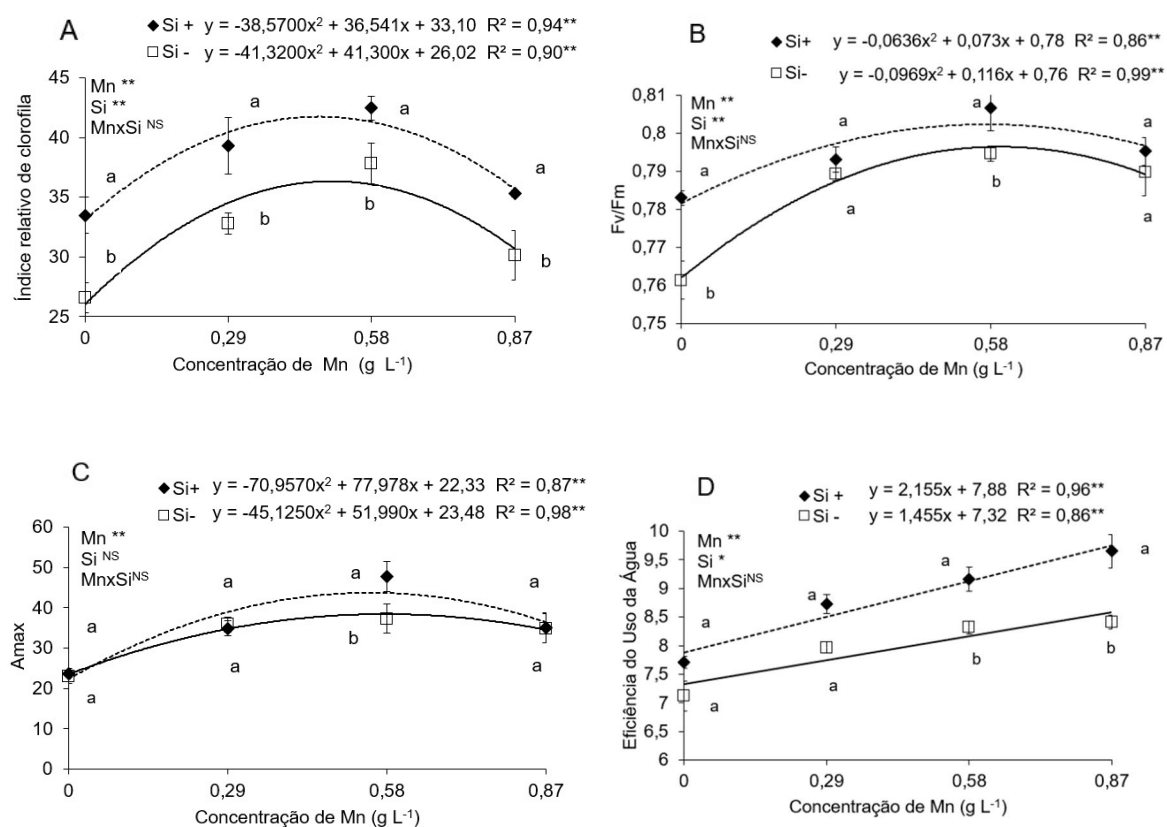 A
◆ Si + y = -38,5700x² + 36,541x + 33,10 R² = 0,94**
□ Si - y = -41,3200x² + 41,300x + 26,02 R² = 0,90**
Índice relativo de clorofila
45
40
35
30
25
Mn **
Si **
MnxSi NS
a
a
a
a
b
b
b
b
0
0,29
0,58
0,87
Concentração de Mn (g L⁻¹)
B
◆ Si+ y = -0,0636x² + 0,073x + 0,78 R² = 0,86**
□ Si- y = -0,0969x² + 0,116x + 0,76 R² = 0,99**
Fv/Fm
0,81
0,8
0,79
0,78
0,77
0,76
0,75
Mn **
Si **
MnxSiNS
a
a
a
a
b
a
b
a
0
0,29
0,58
0,87
Concentração de Mn (g L⁻¹)
C
◆ Si+ y = -70,9570x² + 77,978x + 22,33 R² = 0,87**
□ Si- y = -45,1250x² + 51,990x + 23,48 R² = 0,98**
Amax
60
50
40
30
20
10
0
Mn **
Si NS
MnxSiNS
a
a
a
a
a
a
b
a
0
0,29
0,58
0,87
Concentração de Mn (g L⁻¹)
D
◆ Si + y = 2,155x + 7,88 R² = 0,96**
□ Si - y = 1,455x + 7,32 R² = 0,86**
Eficiência do Uso da Água
10
9,5
9
8,5
8
7,5
7
6,5
6
Mn **
Si *
MnxSiNS
a
a
a
a
a
a
b
b
0
0,29
0,58
0,87
Concentração de Mn (g L⁻¹)